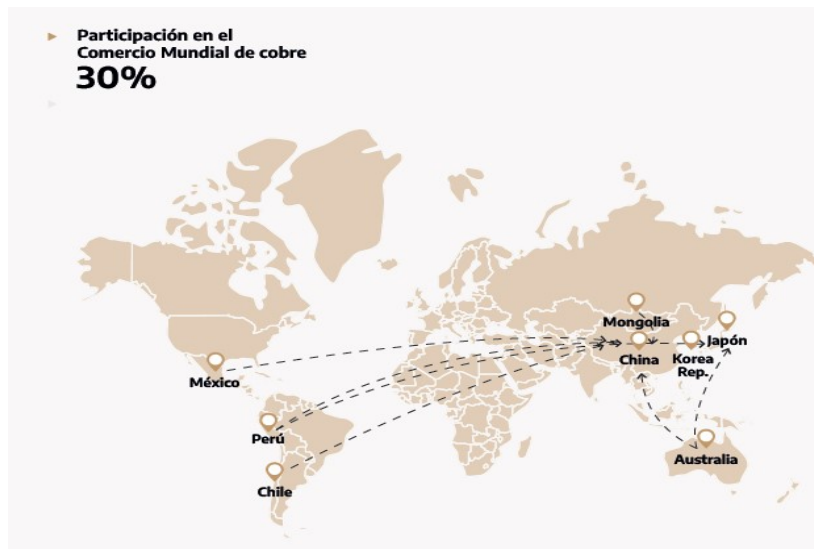 Participación en el
Comercio Mundial de cobre
30%
Mongolia
Japón
China
Korea
Rep.
México
Perú
Australia
Chile